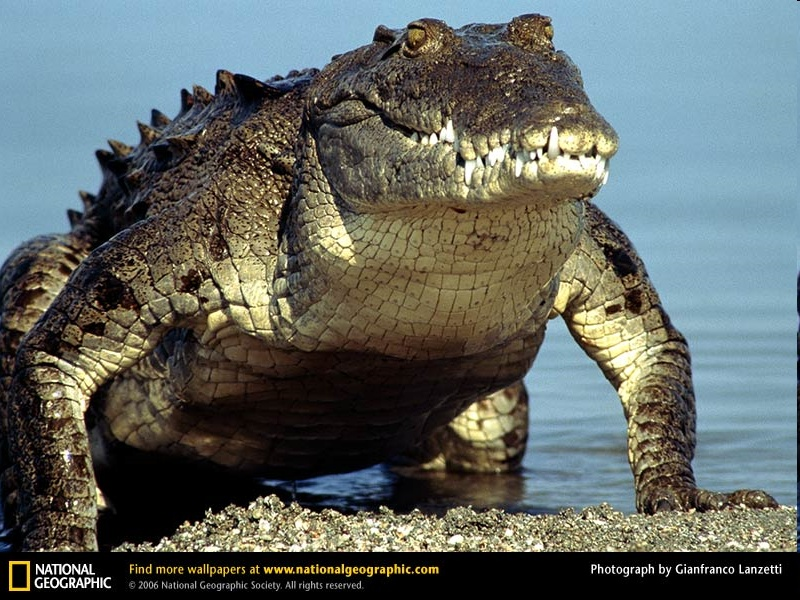 NATIONAL
GEOGRAPHIC
Find more wallpapers at www.nationalgeographic.com
© 2006 National Geographic Society. All rights reserved.
Photograph by Gianfranco Lanzetti